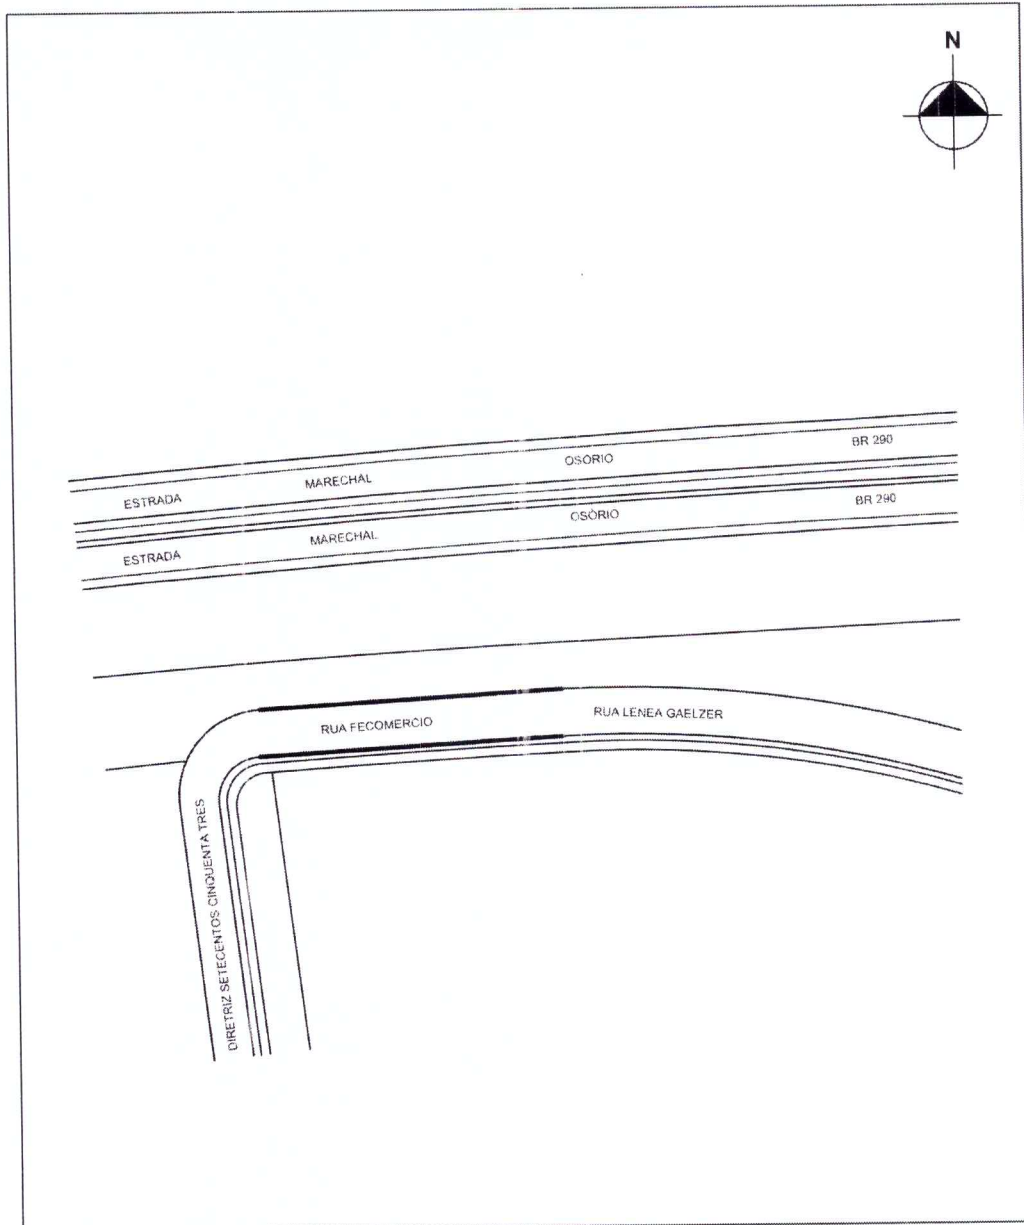 N
ESTRADA MARECHAL OSÓRIO BR 290
ESTRADA MARECHAL OSÓRIO BR 290
RUA FECOMERCIO RUA LENEA GAELZER
DIRETRIZ SETECENTOS CINQUENTA TRES